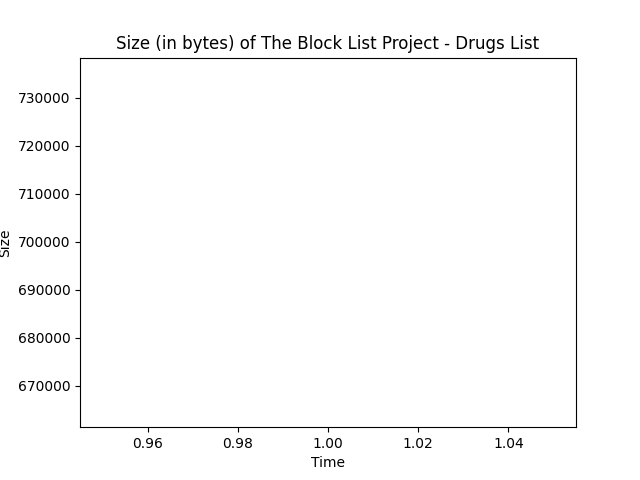 Size (in bytes) of The Block List Project - Drugs List
730000
720000
710000
700000
690000
680000
670000
Size
0.96 0.98 1.00 1.02 1.04
Time